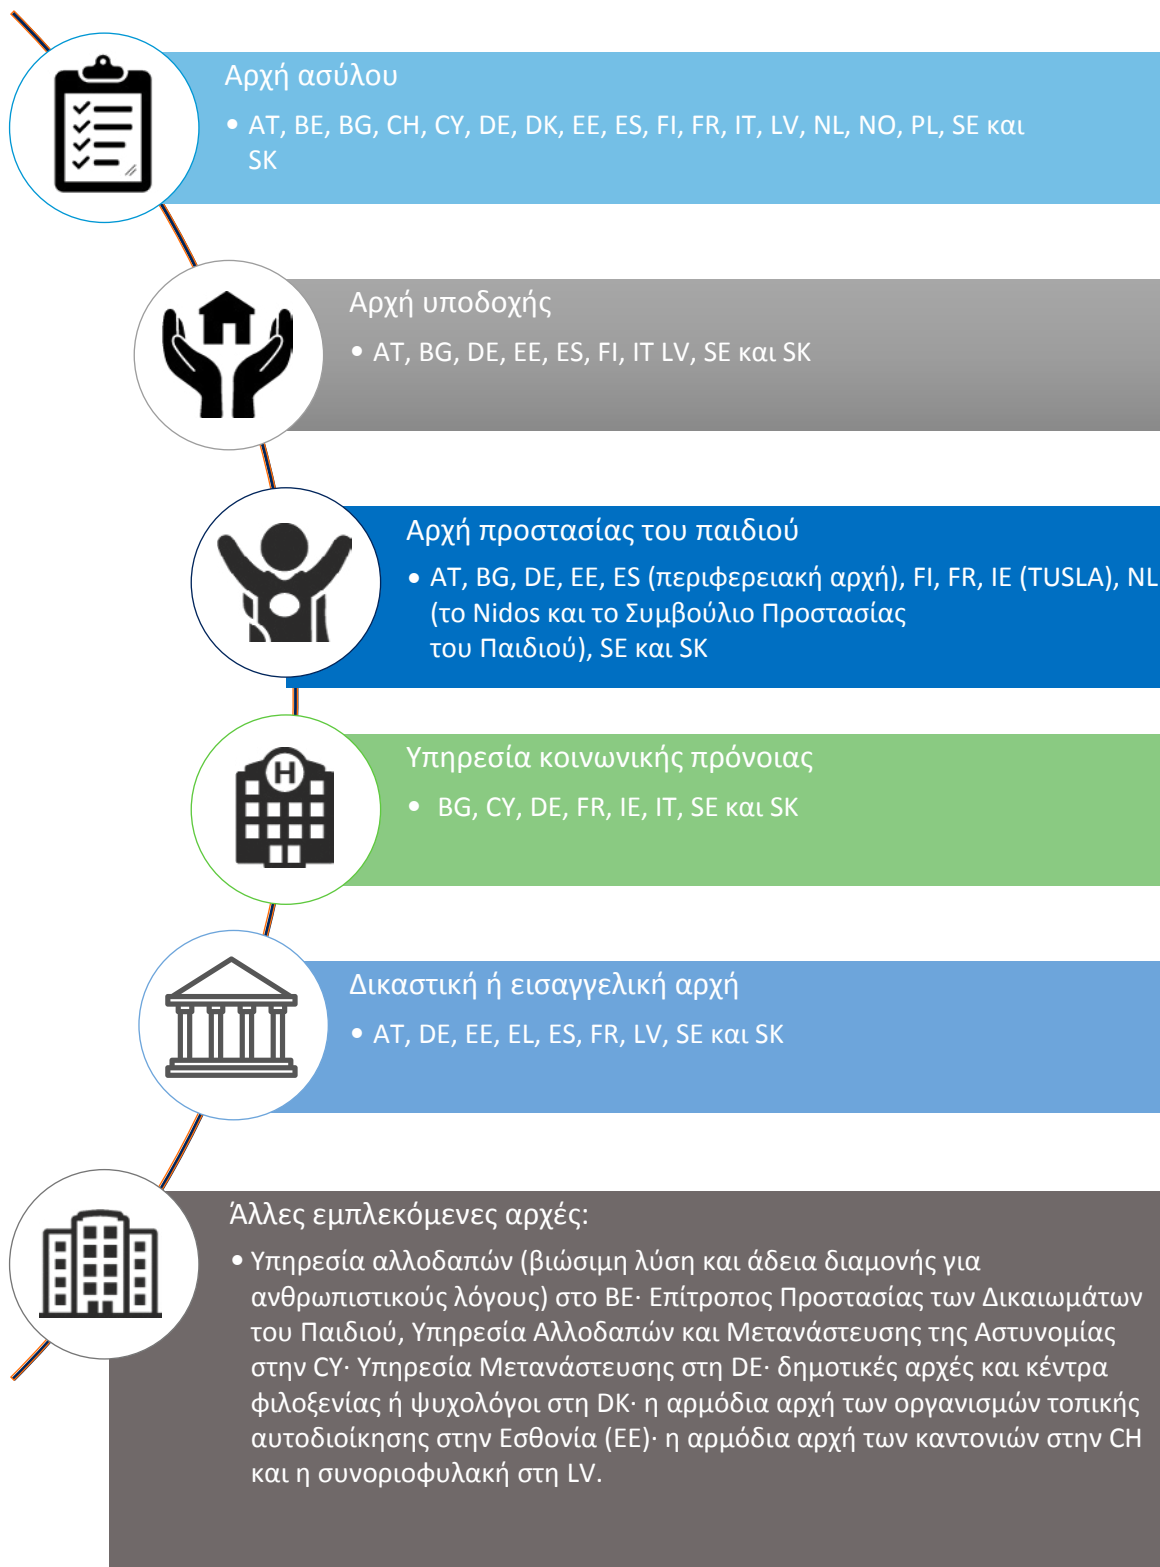 Αρχή ασύλου
• AT, BE, BG, CH, CY, DE, DK, EE, ES, FI, FR, IT, LV, NL, NO, PL, SE και
SK
Αρχή υποδοχής
• AT, BG, DE, EE, ES, FI, IT LV, SE και SK
Αρχή προστασίας του παιδιού
• AT, BG, DE, EE, ES (περιφερειακή αρχή), FI, FR, IE (TUSLA), NL
(το Nidos και το Συμβούλιο Προστασίας
του Παιδιού), SE και SK
H
Υπηρεσία κοινωνικής πρόνοιας
• BG, CY, DE, FR, IE, IT, SE και SK
Δικαστική ή εισαγγελική αρχή
• AT, DE, EE, EL, ES, FR, LV, SE και SK
Άλλες εμπλεκόμενες αρχές:
• Υπηρεσία αλλοδαπών (βιώσιμη λύση και άδεια διαμονής για
ανθρωπιστικούς λόγους) στο BE· Επίτροπος Προστασίας των Δικαιωμάτων
του Παιδιού, Υπηρεσία Αλλοδαπών και Μετανάστευσης της Αστυνομίας
στην CY· Υπηρεσία Μετανάστευσης στη DE· δημοτικές αρχές και κέντρα
φιλοξενίας ή ψυχολόγοι στη DK· η αρμόδια αρχή των οργανισμών τοπικής
αυτοδιοίκησης στην Εσθονία (EE)· η αρμόδια αρχή των καντονιών στην CH
και η συνοριοφυλακή στη LV.